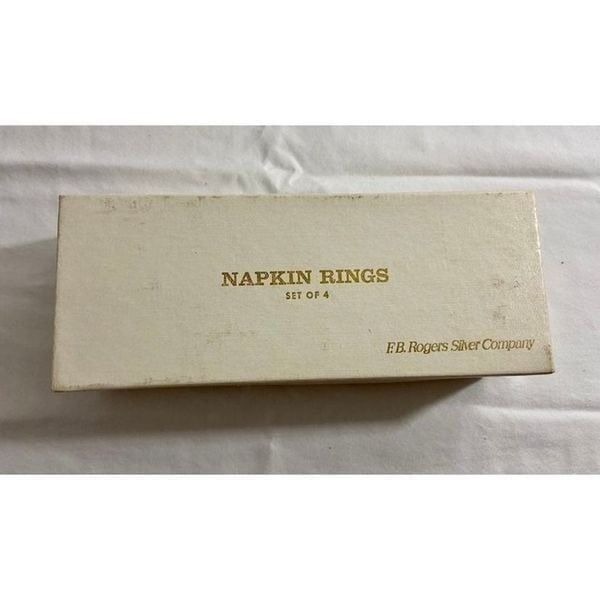 NAPKIN RINGS
SET OF 4
F.B. Rogers Silver Company